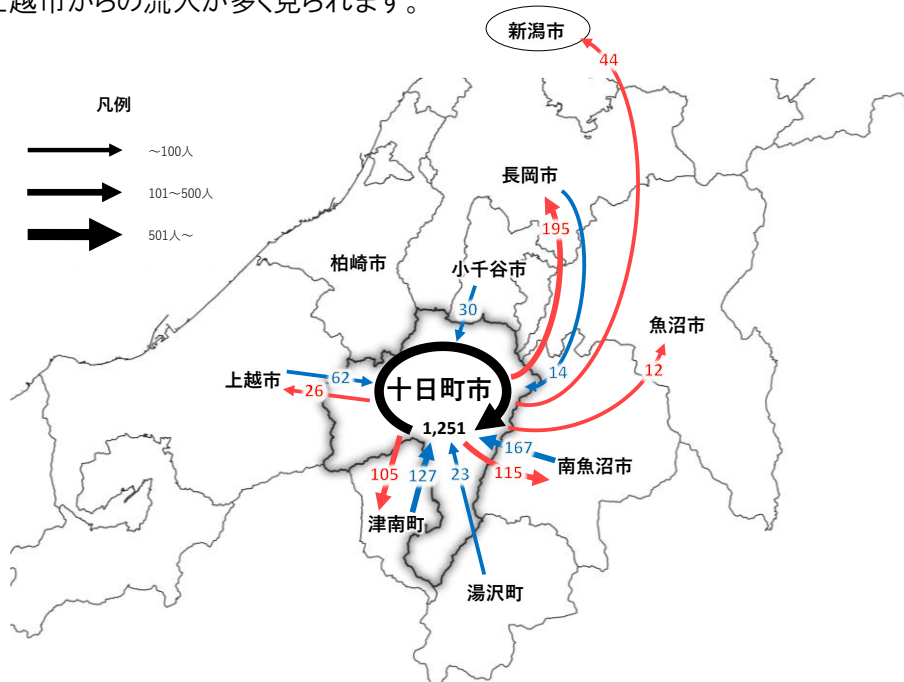 上越市からの流入が多く見られます。
新潟市
44
凡例
～100人
101～500人
501人～
長岡市
195
柏崎市
小千谷市
30
魚沼市
上越市
62
26
十日町市
14
12
1,251
167
南魚沼市
105
127
23
115
津南町
湯沢町